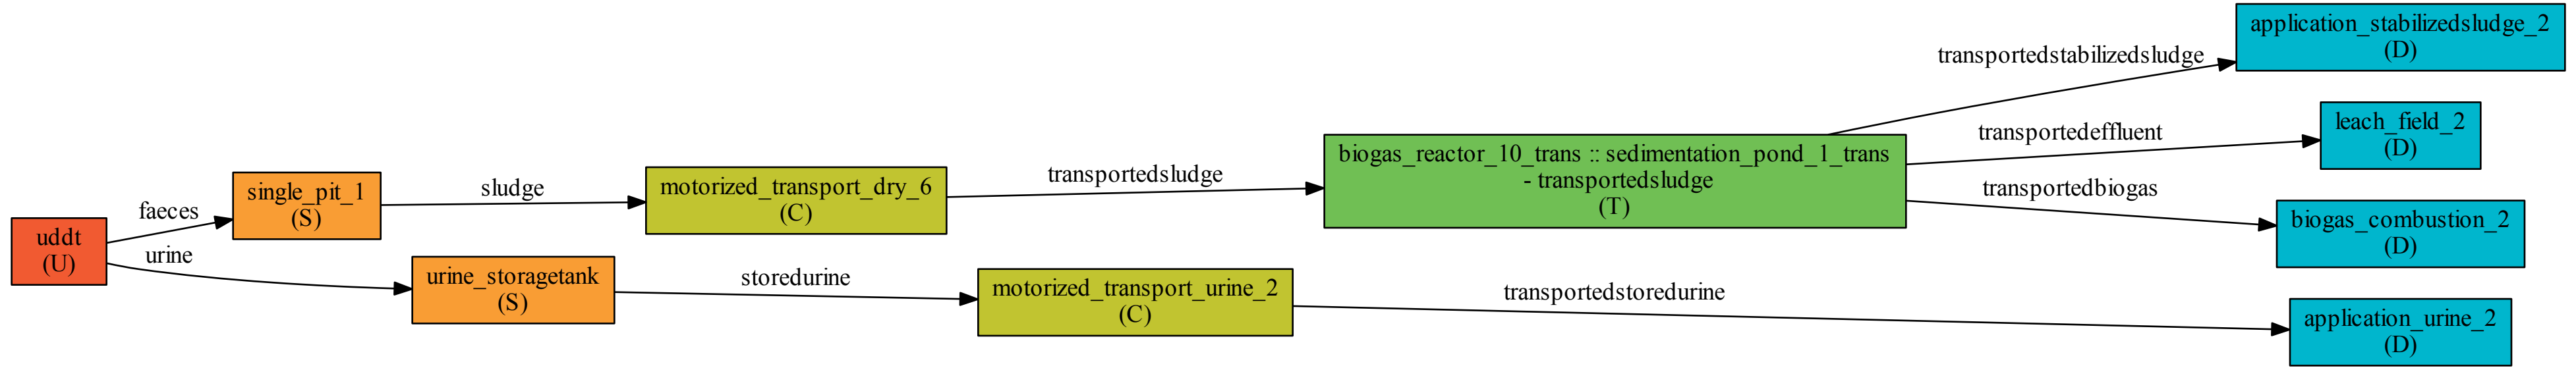 uddt
(U)
faeces
urine
single_pit_1
(S)
urine_storagetank
(S)
sludge
storedurine
motorized_transport_dry_6
(C)
motorized_transport_urine_2
(C)
transportedsludge
transportedstoredurine
biogas_reactor_10_trans :: sedimentation_pond_1_trans
- transportedsludge
(T)
transportedstabilizedsludge
transportedeffluent
transportedbiogas
application_stabilizedsludge_2
(D)
leach_field_2
(D)
biogas_combustion_2
(D)
application_urine_2
(D)